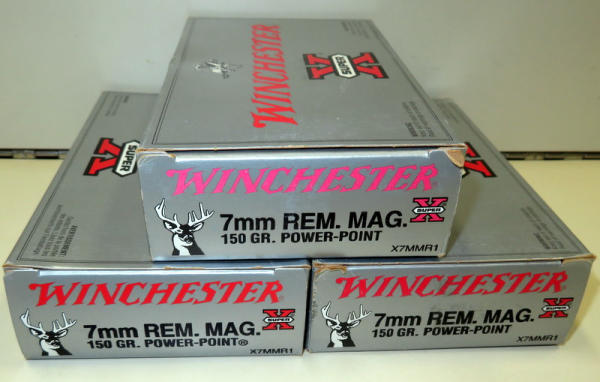 WINCHESTER
SUPER X
WINCHESTER®
7mm REM. MAG.
150 GR. POWER-POINT
SUPER X
X7MMR1
SUPER X
WINCHESTER
7mm REM. MAG.
150 GR. POWER-POINT®
SUPER X
X7MMR1
WINCHESTER
7mm REM. MAG.
150 GR. POWER-POINT
SUPER X
X7MMR1